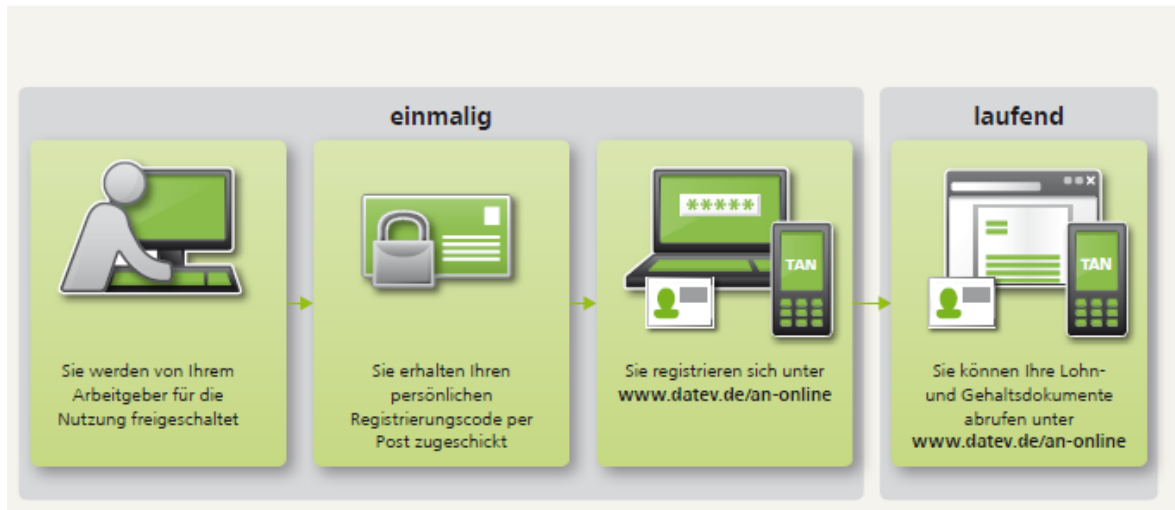 einmalig
Sie werden von Ihrem
Arbeitgeber für die
Nutzung freigeschaltet
Sie erhalten Ihren
persönlichen
Registrierungscode per
Post zugeschickt
*****
TAN
Sie registrieren sich unter
www.datev.de/an-online
laufend
TAN
Sie können Ihre Lohn-
und Gehaltsdokumente
abrufen unter
www.datev.de/an-online